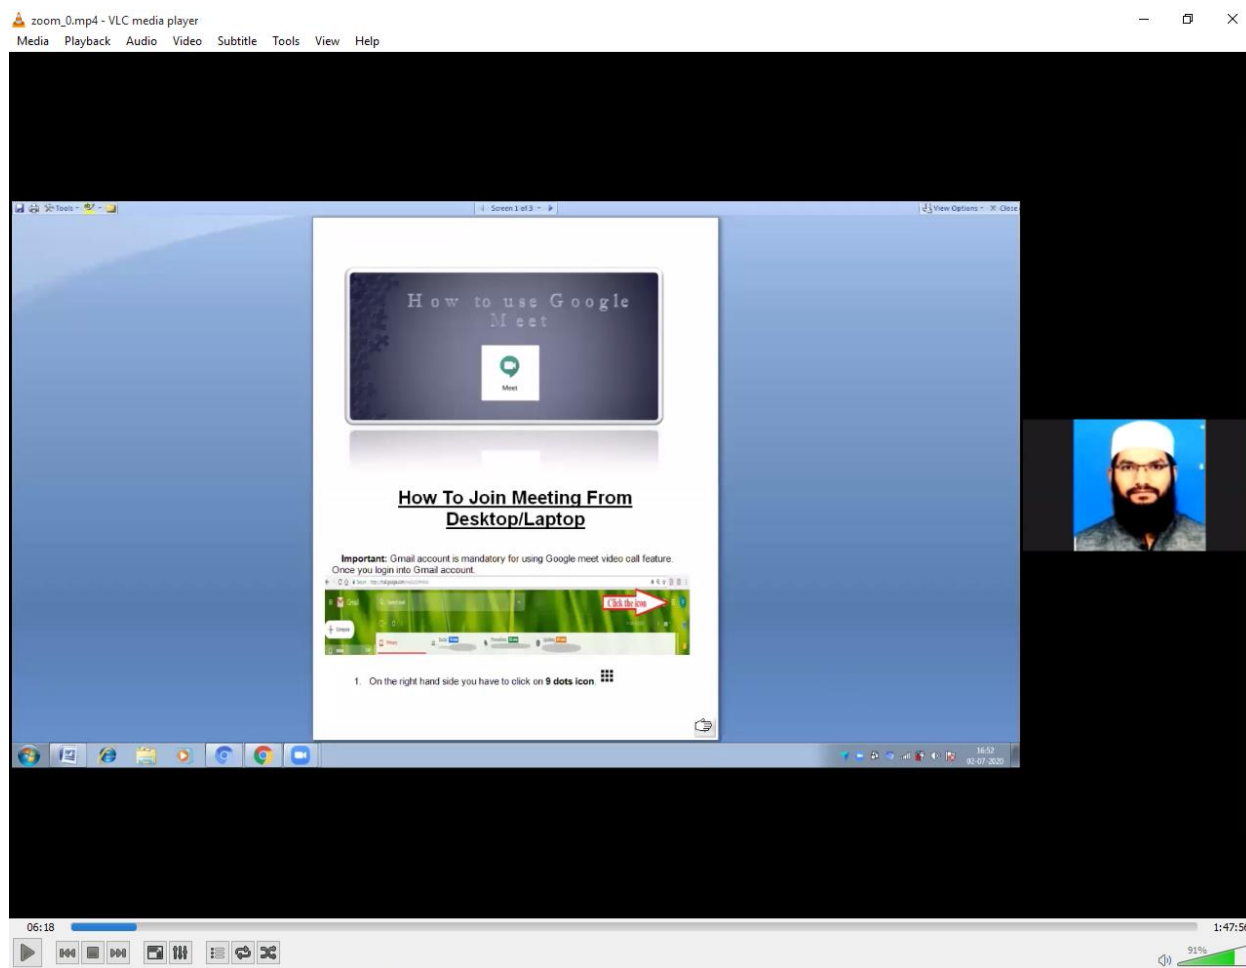 zoom_0.mp4 - VLC media player
Media Playback Audio Video Subtitle Tools View Help
Tools
Screen 1 of 3
View Options
Close
How to use Google
Meet
Meet
How To Join Meeting From
Desktop/Laptop
Important: Gmail account is mandatory for using Google meet video call feature.
Once you login into Gmail account.
Gmail
Click the icon
Compose
Primary
1. On the right hand side you have to click on 9 dots icon.
16:52
02-07-2020
06:18
1:47:56
91%